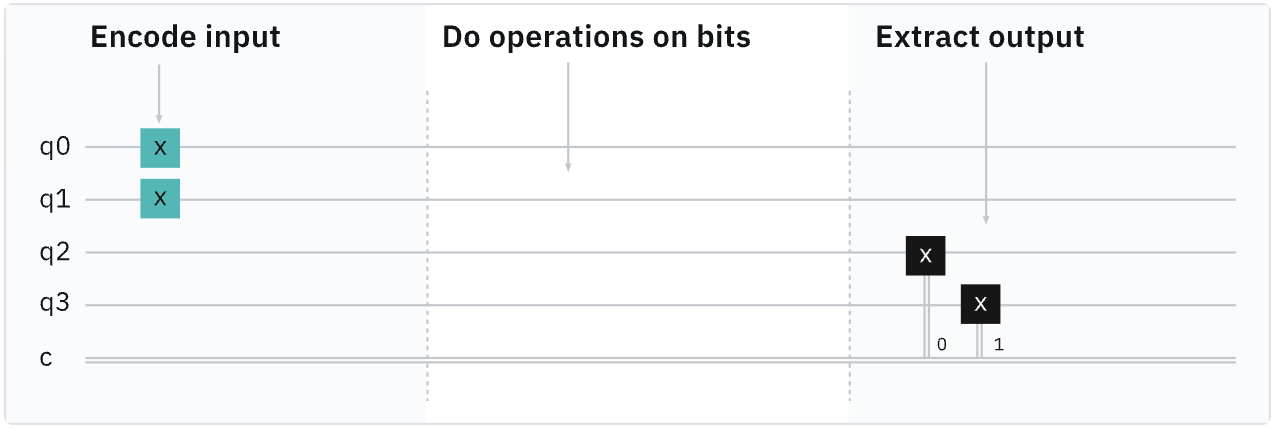 Encode input Do operations on bits Extract output
q0 X
q1 X
q2 X
q3 X
c 0 1